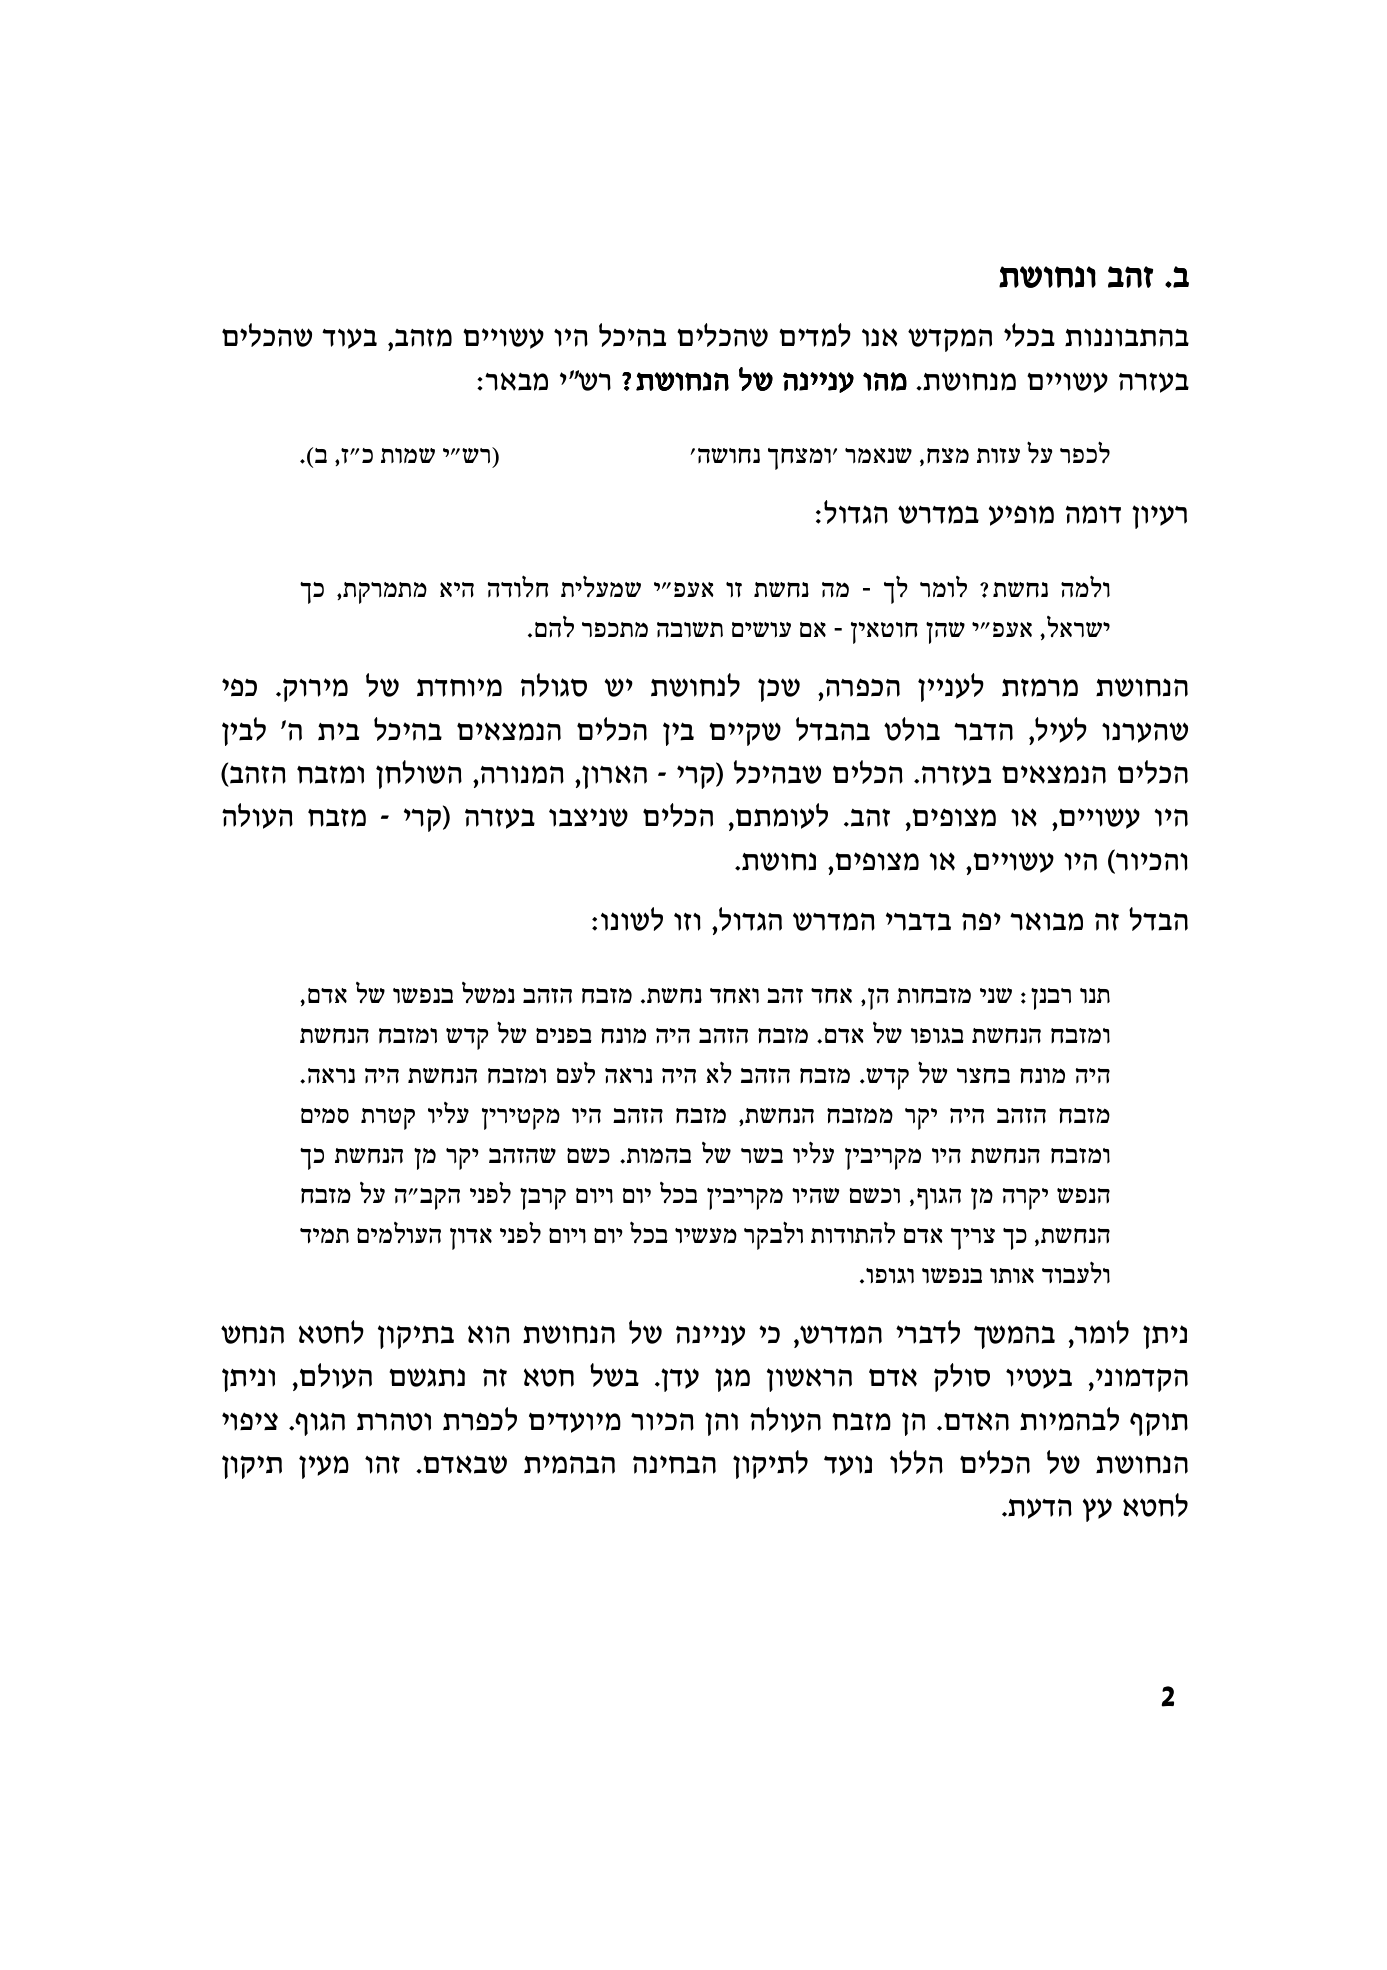 ב. זהב ונחושת
בהתבוננות בכלי המקדש אנו למדים שהכלים בהיכל היו עשויים מזהב, בעוד שהכלים
בעזרה עשויים מנחושת. מהו עניינה של הנחושת? רש"י מבאר:
לכפר על עזות מצח, שנאמר 'ומצחך נחושה' (רש"י שמות כ"ז, ב).
רעיון דומה מופיע במדרש הגדול:
ולמה נחשת? לומר לך - מה נחשת זו אעפ"י שמעלית חלודה היא מתמרקת, כך
ישראל, אעפ"י שהן חוטאין - אם עושים תשובה מתכפר להם.
הנחושת מרמזת לעניין הכפרה, שכן לנחושת יש סגולה מיוחדת של מירוק. כפי
שהערנו לעיל, הדבר בולט בהבדל שקיים בין הכלים הנמצאים בהיכל בית ה' לבין
הכלים הנמצאים בעזרה. הכלים שבהיכל (קרי - הארון, המנורה, השולחן ומזבח הזהב)
היו עשויים, או מצופים, זהב. לעומתם, הכלים שניצבו בעזרה (קרי - מזבח העולה
והכיור) היו עשויים, או מצופים, נחושת.
הבדל זה מבואר יפה בדברי המדרש הגדול, וזו לשונו:
תנו רבנן: שני מזבחות הן, אחד זהב ואחד נחשת. מזבח הזהב נמשל בנפשו של אדם,
ומזבח הנחשת בגופו של אדם. מזבח הזהב היה מונח בפנים של קדש ומזבח הנחשת
היה מונח בחצר של קדש. מזבח הזהב לא היה נראה לעם ומזבח הנחשת היה נראה.
מזבח הזהב היה יקר ממזבח הנחשת, מזבח הזהב היו מקטירין עליו קטרת סמים
ומזבח הנחשת היו מקריבין עליו בשר של בהמות. כשם שהזהב יקר מן הנחשת כך
הנפש יקרה מן הגוף, וכשם שהיו מקריבין בכל יום ויום קרבן לפני הקב"ה על מזבח
הנחשת, כך צריך אדם להתודות ולבקר מעשיו בכל יום ויום לפני אדון העולמים תמיד
ולעבוד אותו בנפשו וגופו.
ניתן לומר, בהמשך לדברי המדרש, כי עניינה של הנחושת הוא בתיקון לחטא הנחש
הקדמוני, בעטיו סולק אדם הראשון מגן עדן. בשל חטא זה נתגשם העולם, וניתן
תוקף לבהמיות האדם. הן מזבח העולה והן הכיור מיועדים לכפרת וטהרת הגוף. ציפוי
הנחושת של הכלים הללו נועד לתיקון הבחינה הבהמית שבאדם. זהו מעין תיקון
לחטא עץ הדעת.
2